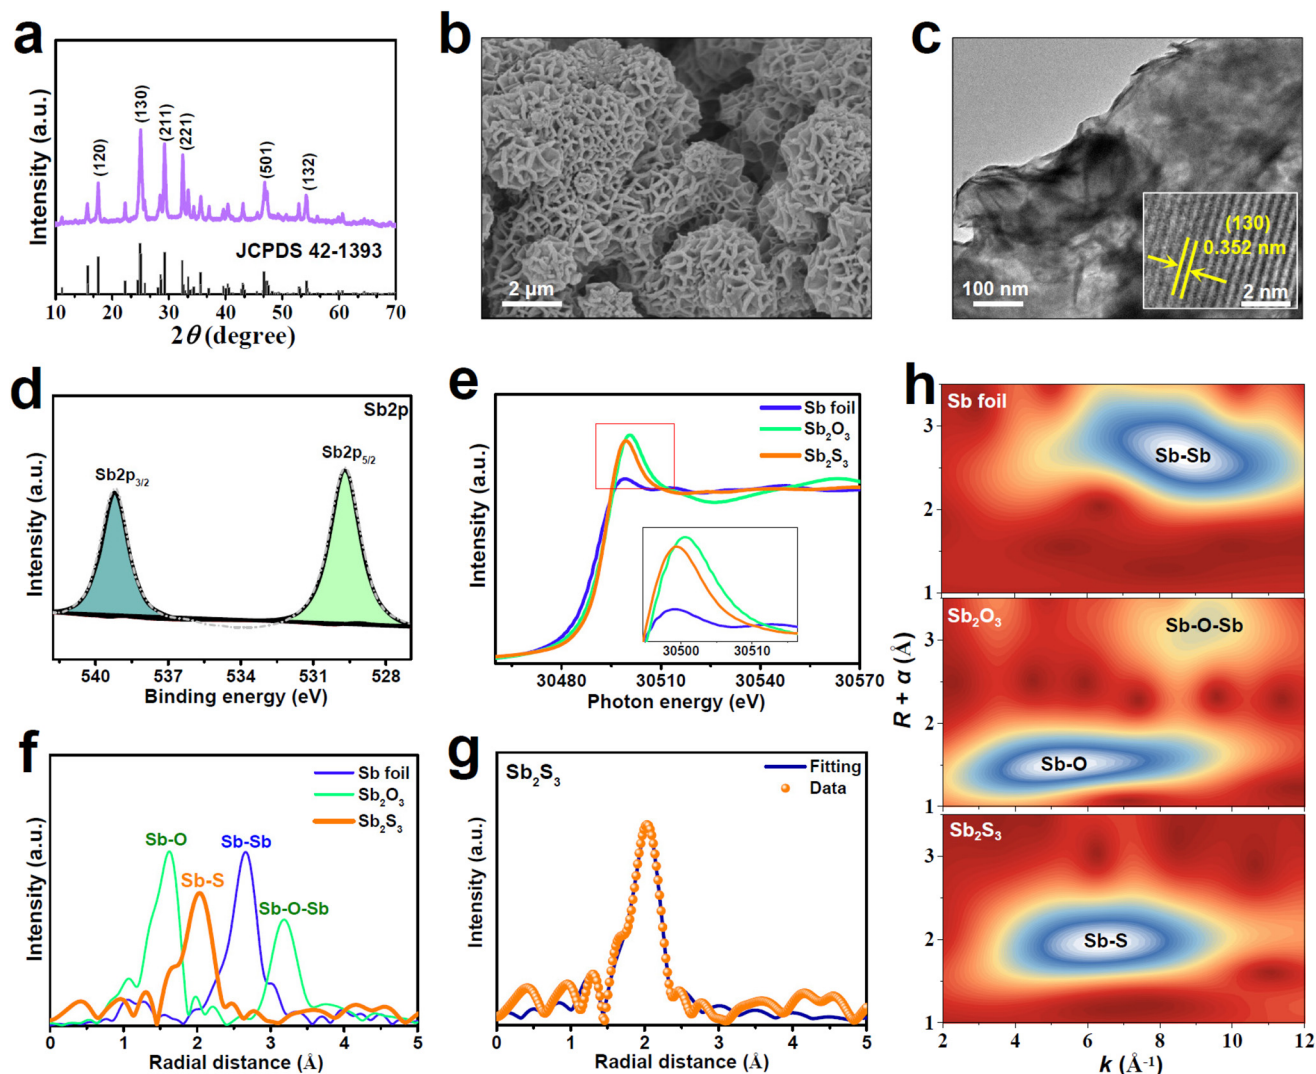 a
Intensity (a.u.)
(120)
(130)
(211)
(221)
(501)
(132)
JCPDS 42-1393
10 20 30 40 50 60 70
2θ (degree)
b
2 μm
c
100 nm
(130)
0.352 nm
2 nm
d
Sb2p
Sb2p3/2
Sb2p5/2
Intensity (a.u.)
540 537 534 531 528
Binding energy (eV)
e
Sb foil
Sb2O3
Sb2S3
Intensity (a.u.)
30500 30510
30480 30510 30540 30570
Photon energy (eV)
f
Sb foil
Sb2O3
Sb2S3
Sb-O
Sb-Sb
Sb-S
Sb-O-Sb
Intensity (a.u.)
0 1 2 3 4 5
Radial distance (Å)
g
Sb2S3
Fitting
Data
Intensity (a.u.)
0 1 2 3 4 5
Radial distance (Å)
h
Sb foil
Sb-Sb
3
2
1
Sb2O3
Sb-O-Sb
Sb-O
3
2
1
R + α (Å)
Sb2S3
Sb-S
3
2
1
2 4 6 8 10 12
k (Å-1)